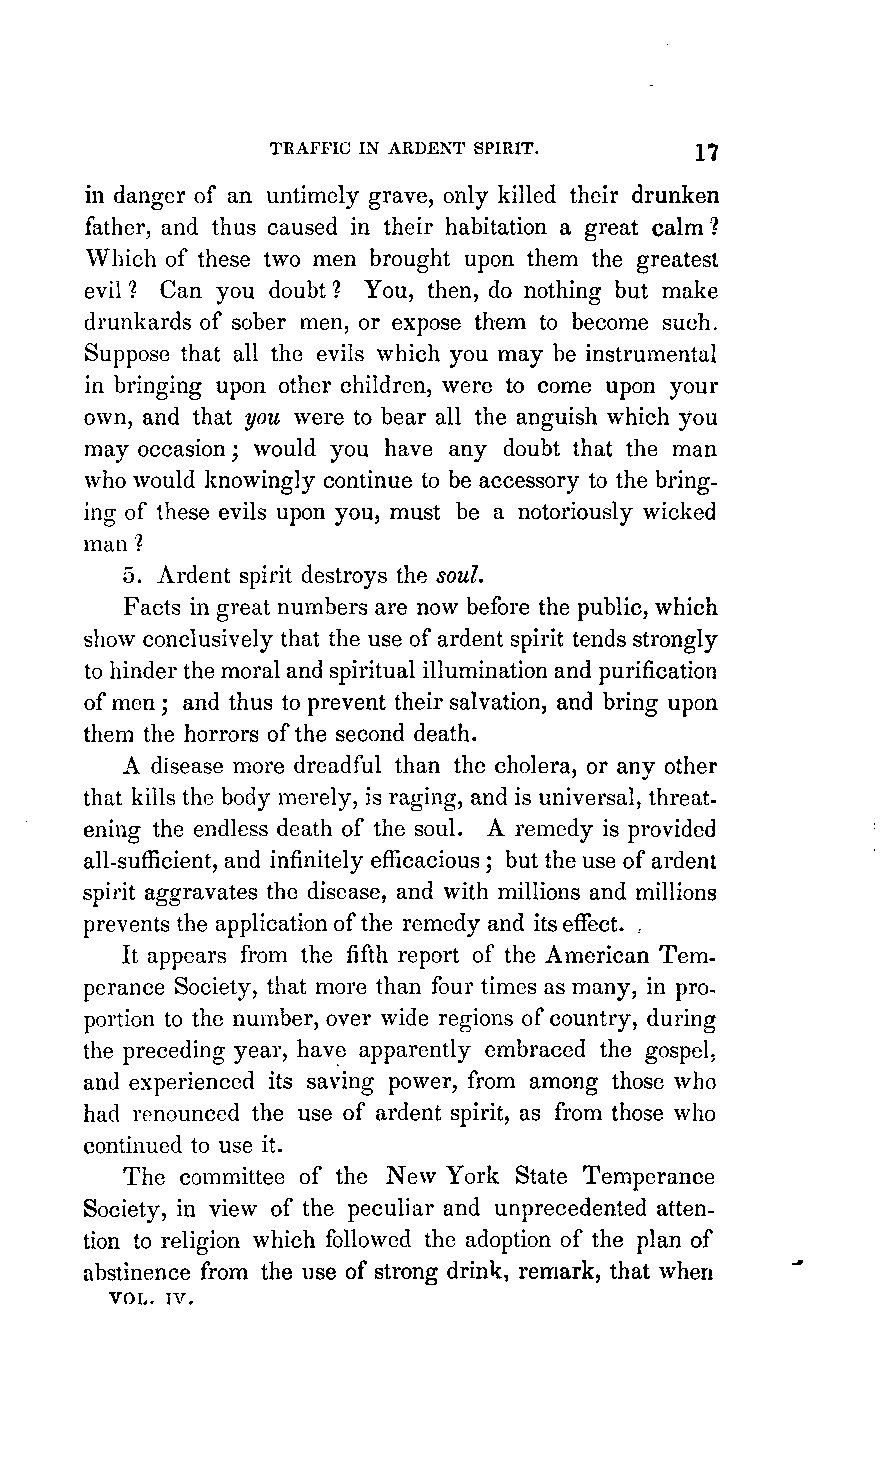 TRAFFIC IN ARDENT SPIRIT. 17
in danger of an untimely grave, only killed their drunken
father, and thus caused in their habitation a great calm?
Which of these two men brought upon them the greatest
evil? Can you doubt? You, then, do nothing but make
drunkards of sober men, or expose them to become such.
Suppose that all the evils which you may be instrumental
in bringing upon other children, were to come upon your
own, and that you were to bear all the anguish which you
may occasion; would you have any doubt that the man
who would knowingly continue to be accessory to the bring-
ing of these evils upon you, must be a notoriously wicked
man?
5. Ardent spirit destroys the soul.
Facts in great numbers are now before the public, which
show conclusively that the use of ardent spirit tends strongly
to hinder the moral and spiritual illumination and purification
of men; and thus to prevent their salvation, and bring upon
them the horrors of the second death.
A disease more dreadful than the cholera, or any other
that kills the body merely, is raging, and is universal, threat-
ening the endless death of the soul. A remedy is provided
all-sufficient, and infinitely efficacious; but the use of ardent
spirit aggravates the disease, and with millions and millions
prevents the application of the remedy and its effect.
It appears from the fifth report of the American Tem-
perance Society, that more than four times as many, in pro-
portion to the number, over wide regions of country, during
the preceding year, have apparently embraced the gospel,
and experienced its saving power, from among those who
had renounced the use of ardent spirit, as from those who
continued to use it.
The committee of the New York State Temperance
Society, in view of the peculiar and unprecedented atten-
tion to religion which followed the adoption of the plan of
abstinence from the use of strong drink, remark, that when
VOL. IV.